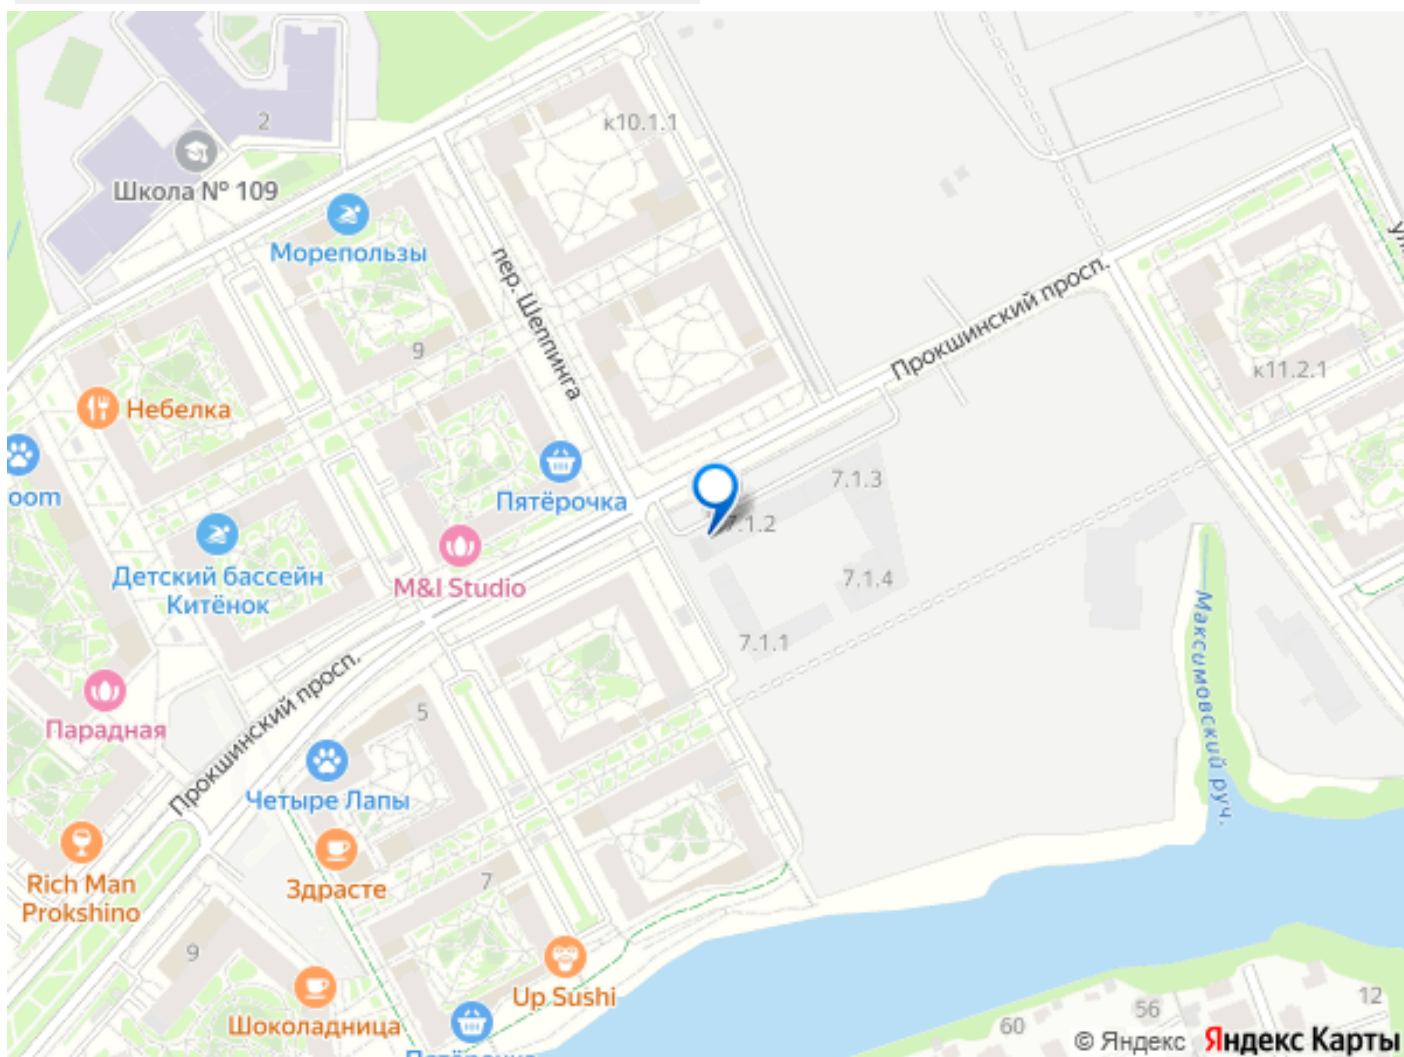 2
к10.1.1
Школа № 109
Морепользы
пер. Шеппинга
Прокшинский просп.
9
к11.2.1
Небелка
oom
Пятёрочка
7.1.3
7.1.2
M&I Studio
Детский бассейн
Китёнок
7.1.4
7.1.1
Максимовский руч.
Парадная
Прокшинский просп.
5
Четыре Лапы
Rich Man
Prokshino
Здрасте
7
9
Up Sushi
Шоколадница
Пятёрочка
60
56
12
© Яндекс Яндекс Карты